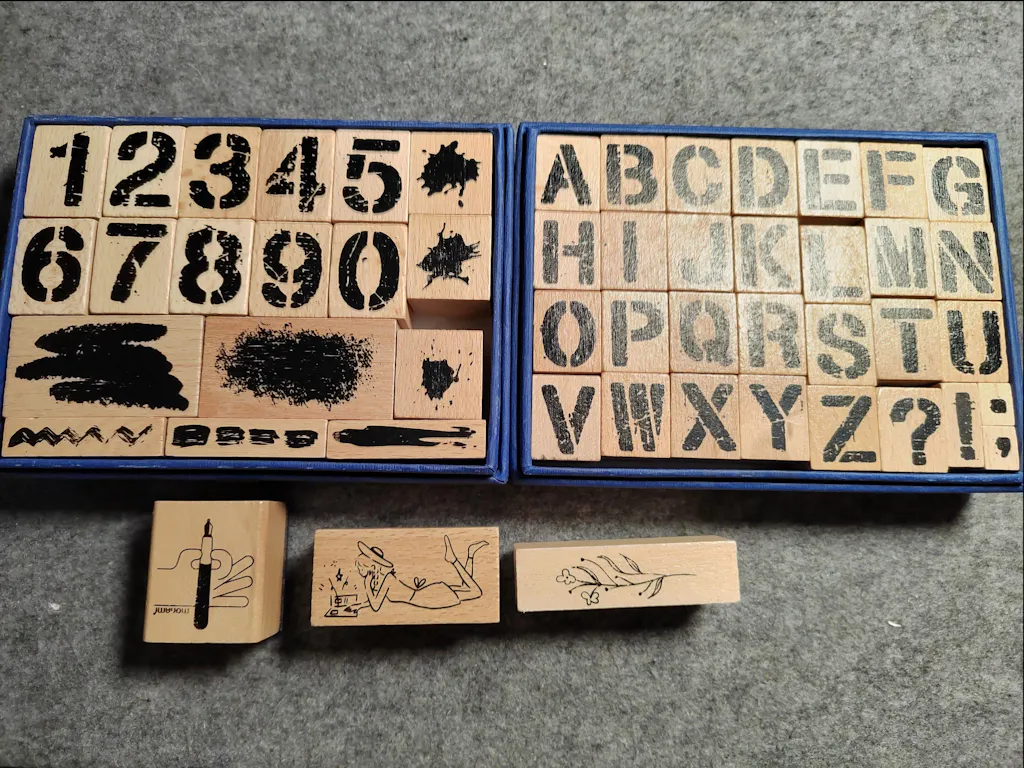 12345
67890
ABCDEFG
HIJKLMN
OPQRSTU
VWXYZ?!:,